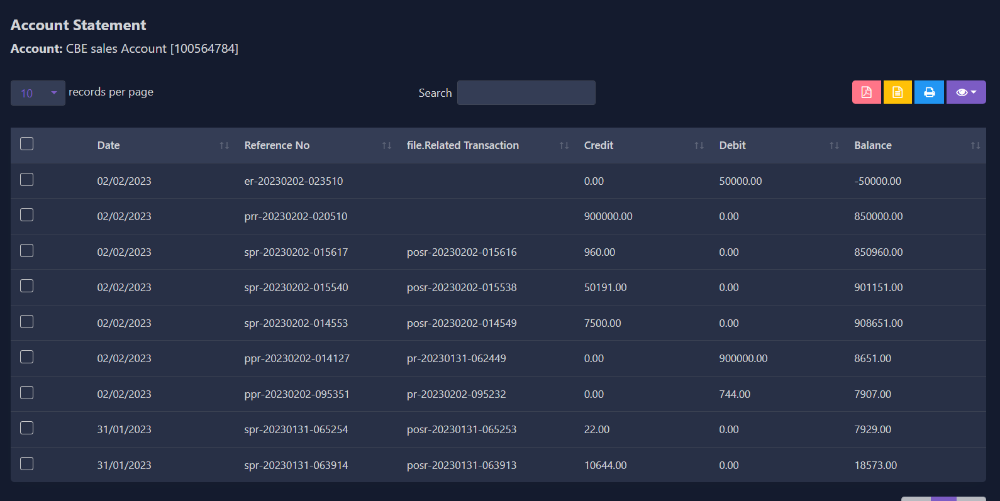 Account Statement
Account: CBE sales Account [100564784]
10 records per page Search
Date Reference No file.Related Transaction Credit Debit Balance
02/02/2023 er-20230202-023510 0.00 50000.00 -50000.00
02/02/2023 prr-20230202-020510 900000.00 0.00 850000.00
02/02/2023 spr-20230202-015617 posr-20230202-015616 960.00 0.00 850960.00
02/02/2023 spr-20230202-015540 posr-20230202-015538 50191.00 0.00 901151.00
02/02/2023 spr-20230202-014553 posr-20230202-014549 7500.00 0.00 908651.00
02/02/2023 ppr-20230202-014127 pr-20230131-062449 0.00 900000.00 8651.00
02/02/2023 ppr-20230202-095351 pr-20230202-095232 0.00 744.00 7907.00
31/01/2023 spr-20230131-065254 posr-20230131-065253 22.00 0.00 7929.00
31/01/2023 spr-20230131-063914 posr-20230131-063913 10644.00 0.00 18573.00